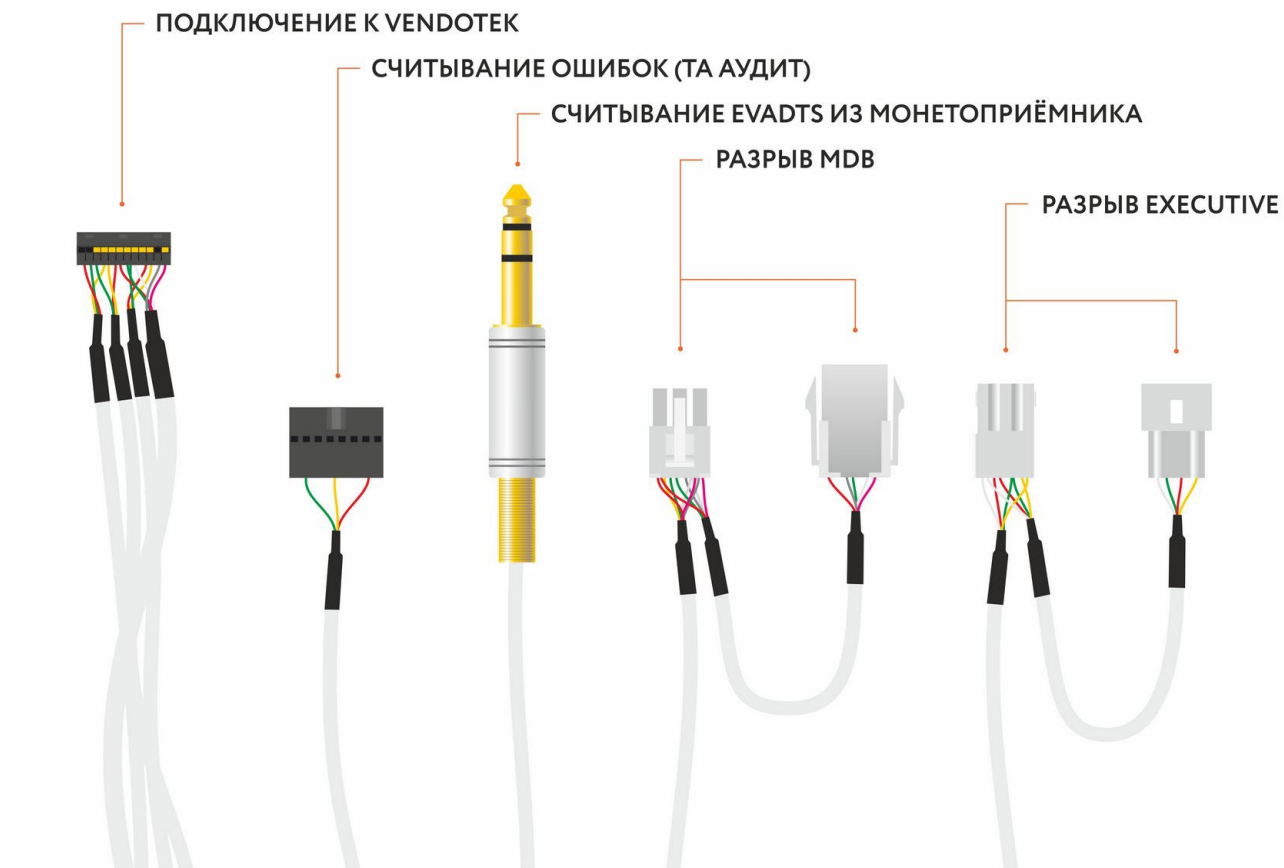 ПОДКЛЮЧЕНИЕ К VENDOTEK
СЧИТЫВАНИЕ ОШИБОК (ТА АУДИТ)
СЧИТЫВАНИЕ EVADTS ИЗ МОНЕТОПРИЁМНИКА
РАЗРЫВ MDB
РАЗРЫВ EXECUTIVE